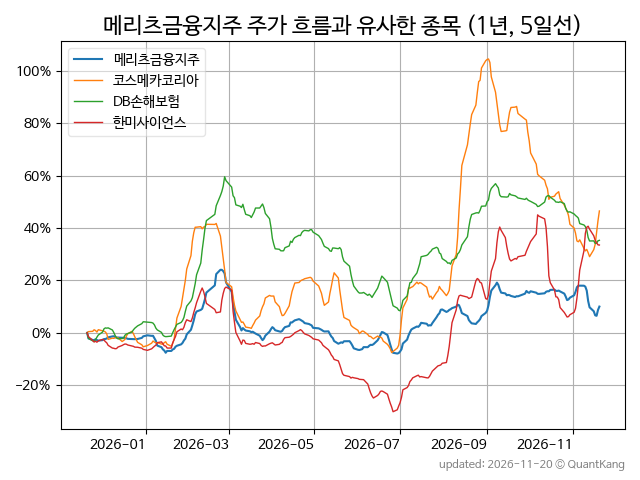 메리츠금융지주 주가 흐름과 유사한 종목 (1년, 5일선)
메리츠금융지주
코스메카코리아
DB손해보험
한미사이언스
100%
80%
60%
40%
20%
0%
−20%
2026-01 2026-03 2026-05 2026-07 2026-09 2026-11
updated: 2026-11-20 © QuantKang